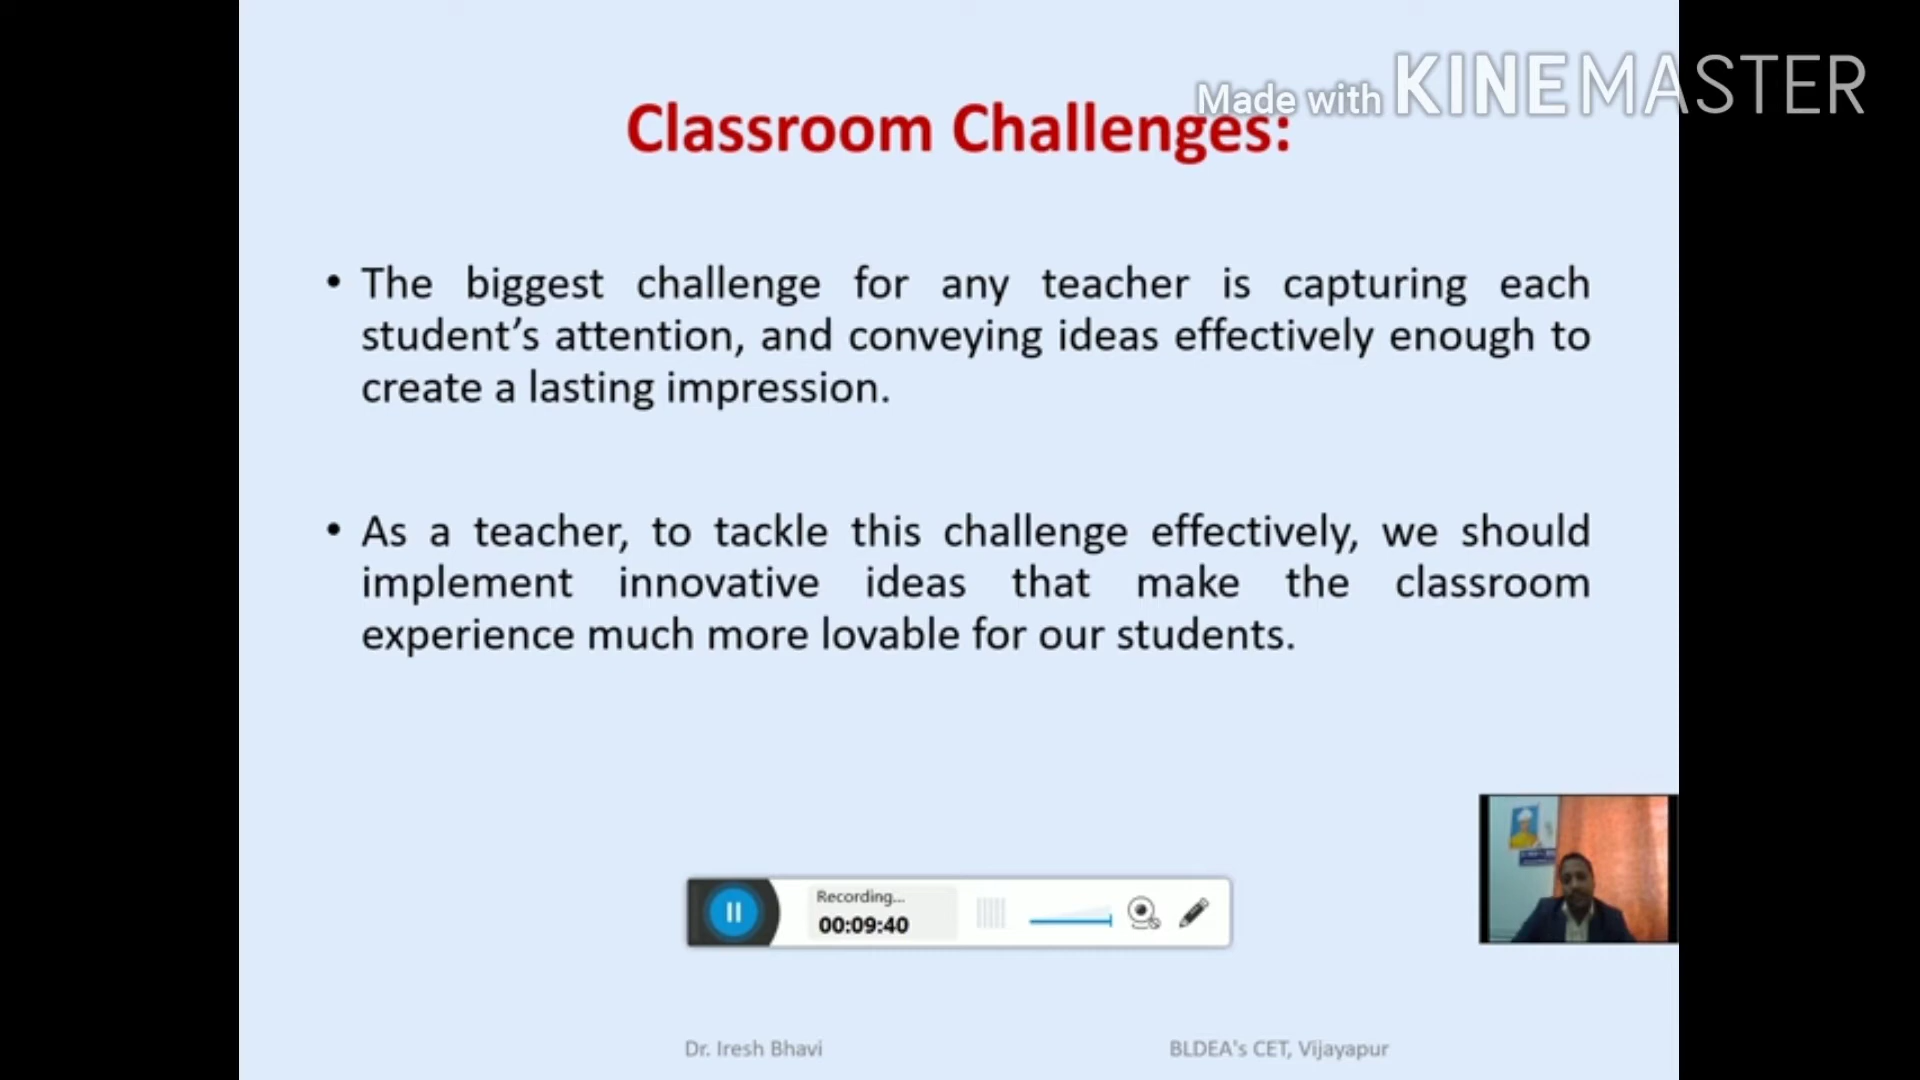 Made with KINEMASTER
Classroom Challenges:
• The biggest challenge for any teacher is capturing each
student’s attention, and conveying ideas effectively enough to
create a lasting impression.
• As a teacher, to tackle this challenge effectively, we should
implement innovative ideas that make the classroom
experience much more lovable for our students.
Recording...
00:09:40
Dr. Iresh Bhavi
BLDEA's CET, Vijayapur